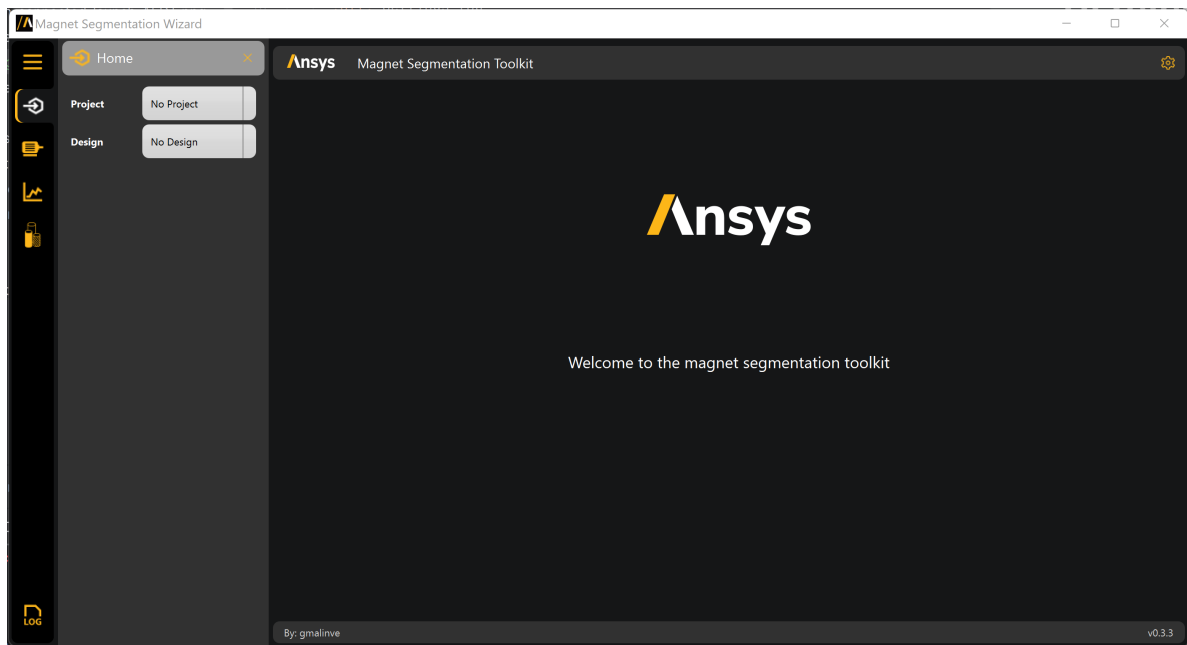 Magnet Segmentation Wizard
Home
Ansys Magnet Segmentation Toolkit
Project No Project
Design No Design
Ansys
Welcome to the magnet segmentation toolkit
LOG
By: gmalinve v0.3.3